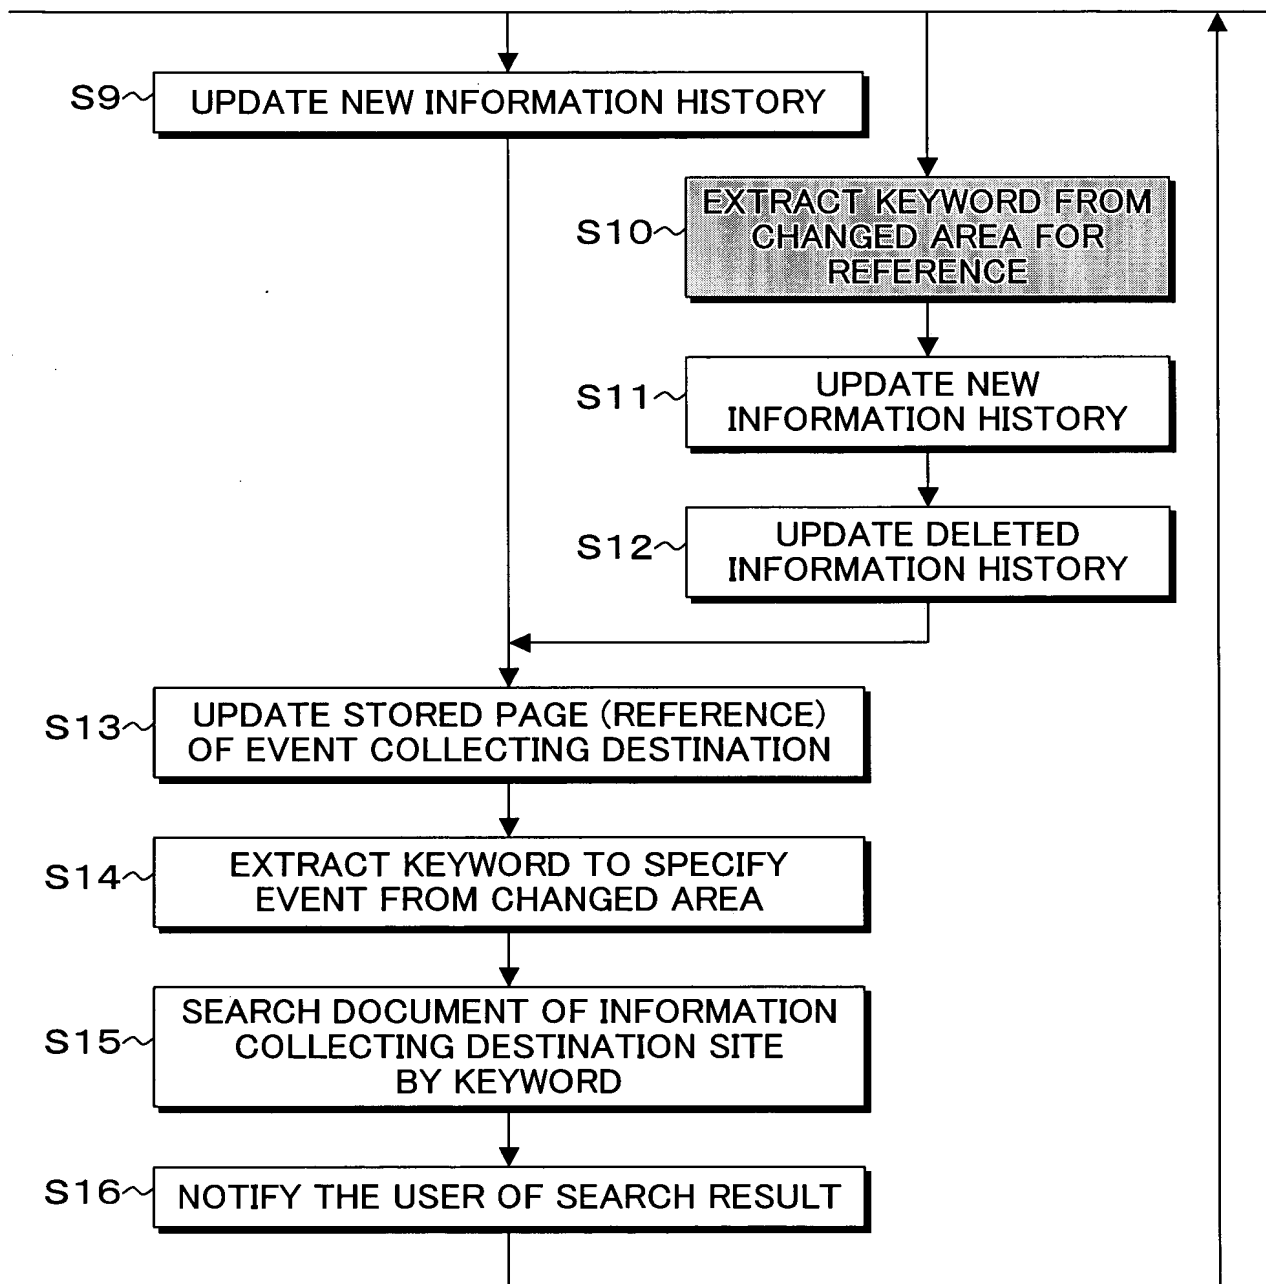 S9
UPDATE NEW INFORMATION HISTORY
S10
EXTRACT KEYWORD FROM
CHANGED AREA FOR
REFERENCE
S11
UPDATE NEW
INFORMATION HISTORY
S12
UPDATE DELETED
INFORMATION HISTORY
S13
UPDATE STORED PAGE (REFERENCE)
OF EVENT COLLECTING DESTINATION
S14
EXTRACT KEYWORD TO SPECIFY
EVENT FROM CHANGED AREA
S15
SEARCH DOCUMENT OF INFORMATION
COLLECTING DESTINATION SITE
BY KEYWORD
S16
NOTIFY THE USER OF SEARCH RESULT